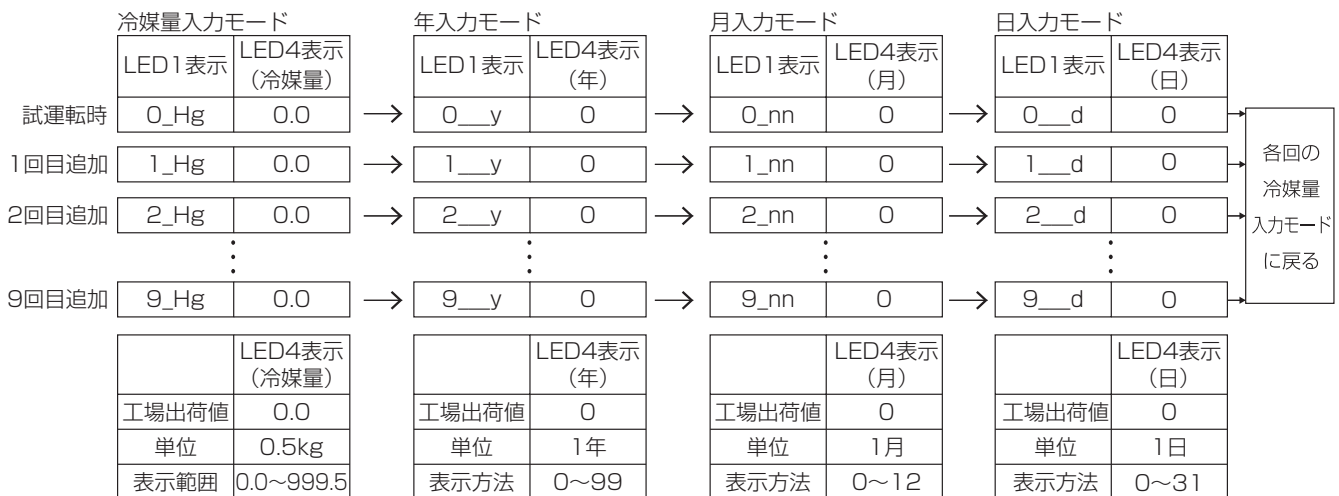 冷媒量入力モード 年入力モード 月入力モード 日入力モード
LED1表示 LED4表示（冷媒量） LED1表示 LED4表示（年） LED1表示 LED4表示（月） LED1表示 LED4表示（日）
試運転時 0_Hg 0.0 → 0__y 0 → 0_nn 0 → 0__d 0
1回目追加 1_Hg 0.0 → 1__y 0 → 1_nn 0 → 1__d 0
2回目追加 2_Hg 0.0 → 2__y 0 → 2_nn 0 → 2__d 0
9回目追加 9_Hg 0.0 → 9__y 0 → 9_nn 0 → 9__d 0
各回の
冷媒量
入力モード
に戻る
LED4表示（冷媒量） LED4表示（年） LED4表示（月） LED4表示（日）
工場出荷値 0.0 工場出荷値 0 工場出荷値 0 工場出荷値 0
単位 0.5kg 単位 1年 単位 1月 単位 1日
表示範囲 0.0～999.5 表示方法 0～99 表示方法 0～12 表示方法 0～31